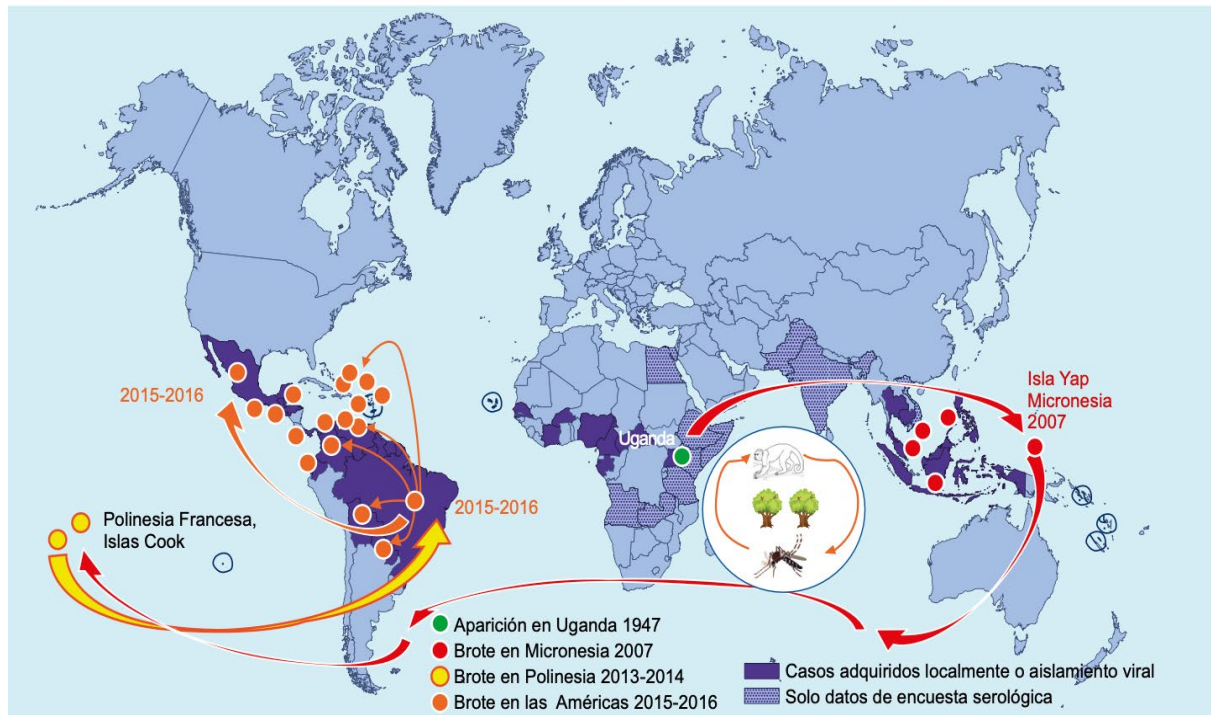 Isla Yap
Micronesia
2007
2015-2016
Uganda
2015-2016
Polinesia Francesa,
Islas Cook
Aparición en Uganda 1947
Brote en Micronesia 2007
Brote en Polinesia 2013-2014
Brote en las Américas 2015-2016
Casos adquiridos localmente o aislamiento viral
Solo datos de encuesta serológica